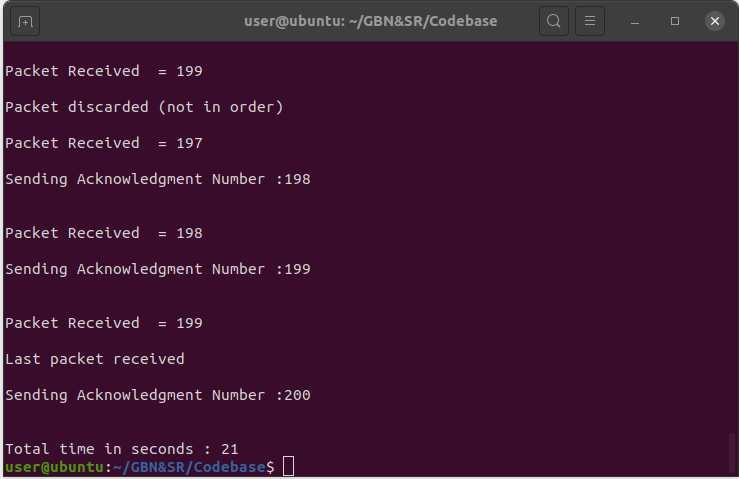 user@ubuntu: ~/GBN&SR/Codebase
Packet Received  = 199
Packet discarded (not in order)
Packet Received  = 197
Sending Acknowledgment Number :198
Packet Received  = 198
Sending Acknowledgment Number :199
Packet Received  = 199
Last packet received
Sending Acknowledgment Number :200
Total time in seconds : 21
user@ubuntu:~/GBN&SR/Codebase$